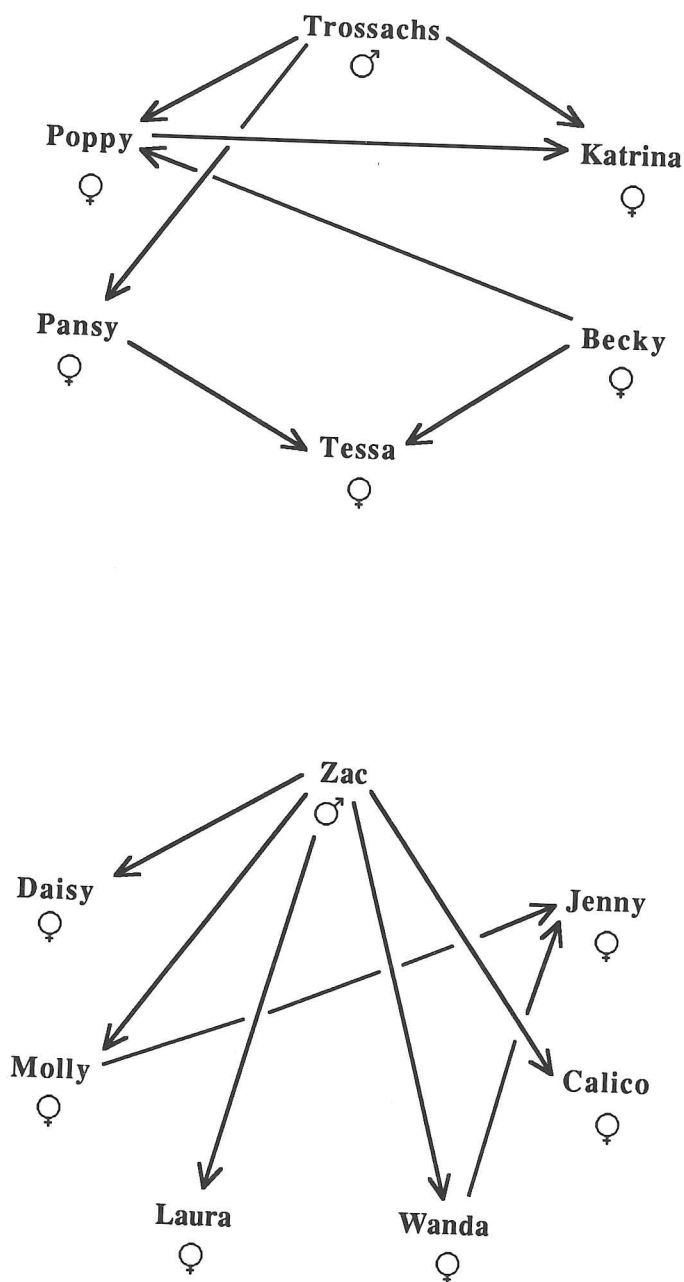 Trossachs
♂
Poppy
♀
Katrina
♀
Pansy
♀
Becky
♀
Tessa
♀
Zac
♂
Daisy
♀
Jenny
♀
Molly
♀
Calico
♀
Laura
♀
Wanda
♀